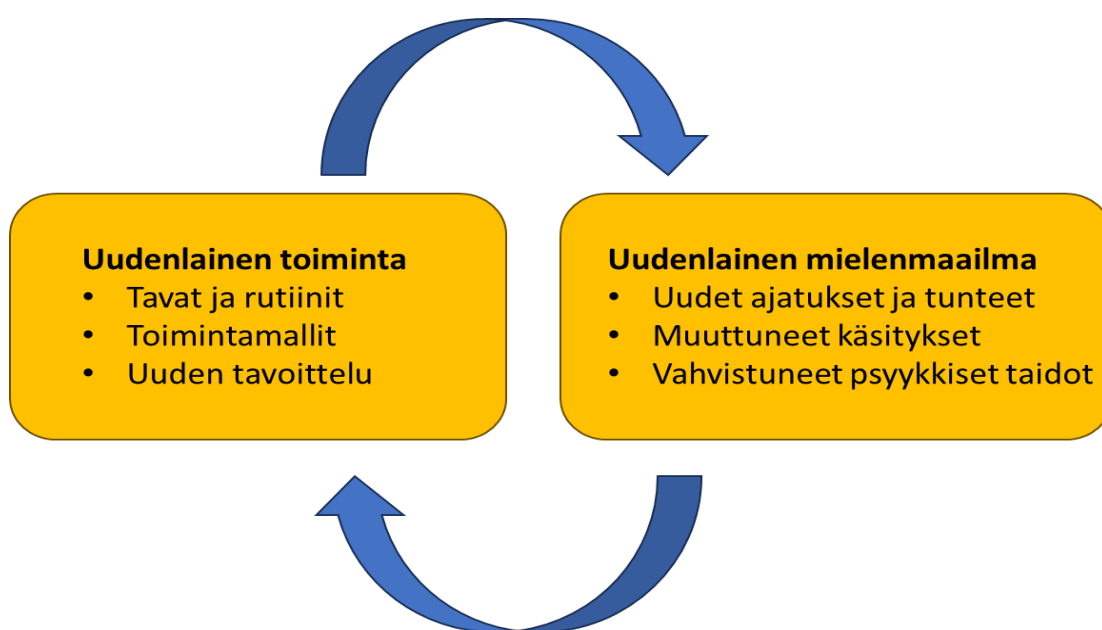 Uudenlainen toiminta
• Tavat ja rutiinit
• Toimintamallit
• Uuden tavoittelu
Uudenlainen mielenmaailma
• Uudet ajatukset ja tunteet
• Muuttuneet käsitykset
• Vahvistuneet psyykkiset taidot